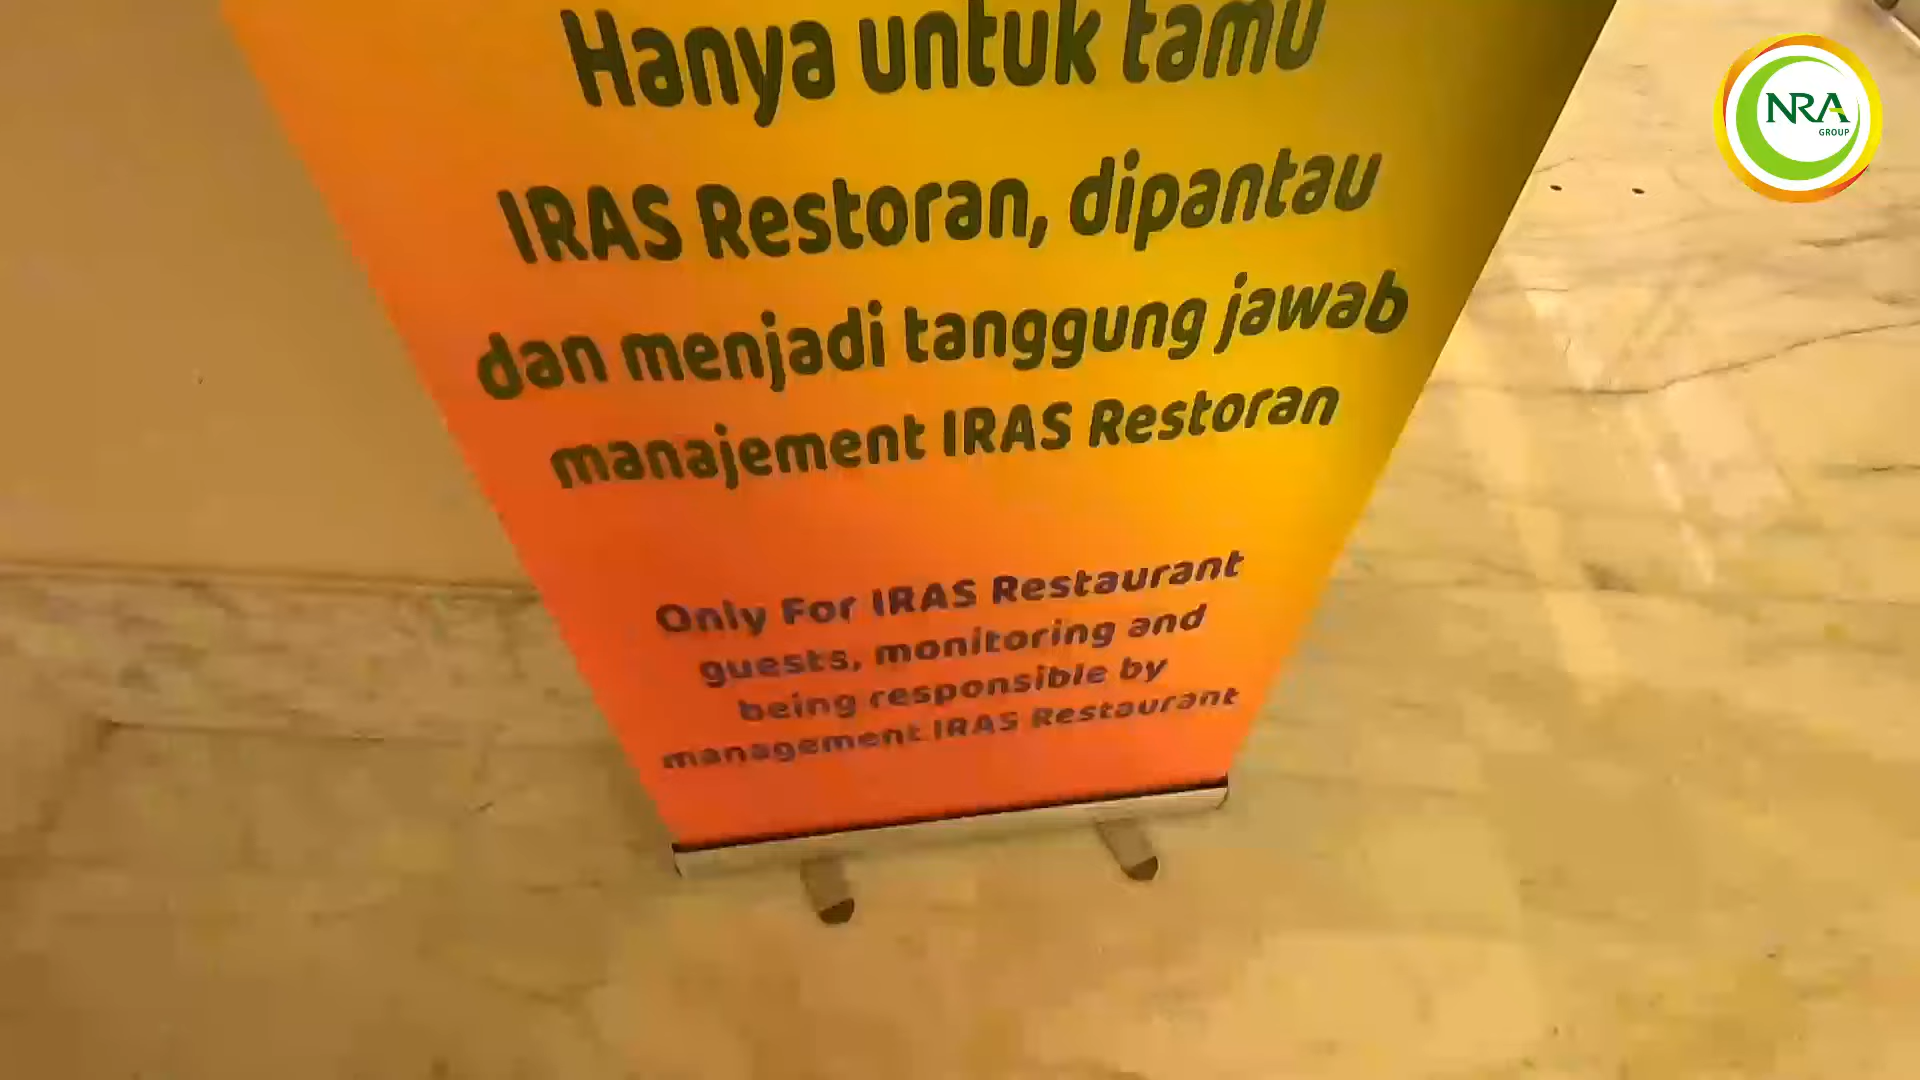 Hanya untuk tamu
IRAS Restoran, dipantau
dan menjadi tanggung jawab
manajement IRAS Restoran
Only For IRAS Restaurant
guests, monitoring and
being responsible by
management IRAS Restaurant
NRA
GROUP